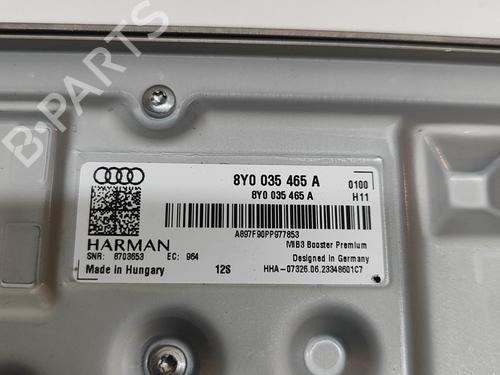 B-PARTS
8Y0 035 465 A
0100
8Y0 035 465 A
H11
A897F90PP977853
HARMAN
MIB3 Booster Premium
SNR: 8703653 EC: 964
Designed in Germany
Made in Hungary 12S HHA-07326.06.23348601C7